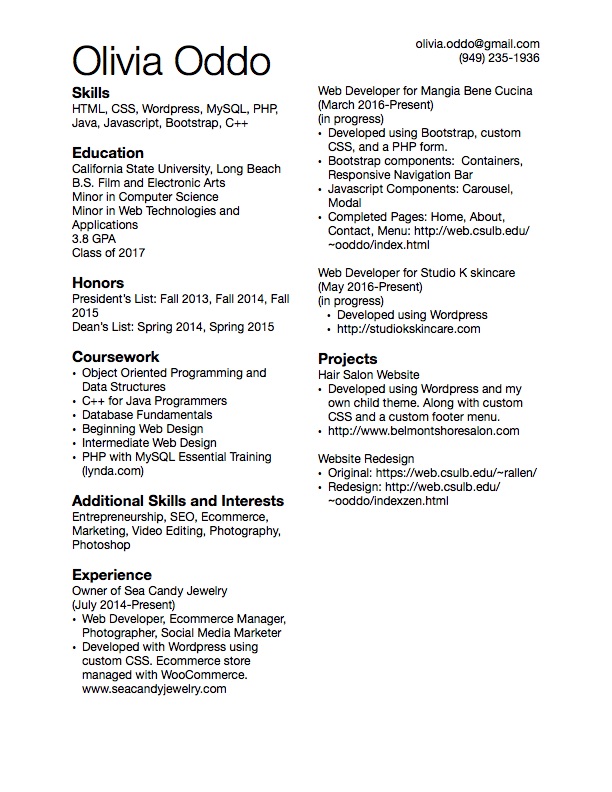 Olivia Oddo
olivia.oddo@gmail.com
(949) 235-1936
Skills
HTML, CSS, Wordpress, MySQL, PHP,
Java, Javascript, Bootstrap, C++
Education
California State University, Long Beach
B.S. Film and Electronic Arts
Minor in Computer Science
Minor in Web Technologies and
Applications
3.8 GPA
Class of 2017
Honors
President's List: Fall 2013, Fall 2014, Fall
2015
Dean's List: Spring 2014, Spring 2015
Coursework
• Object Oriented Programming and
Data Structures
• C++ for Java Programmers
• Database Fundamentals
• Beginning Web Design
• Intermediate Web Design
• PHP with MySQL Essential Training
(lynda.com)
Additional Skills and Interests
Entrepreneurship, SEO, Ecommerce,
Marketing, Video Editing, Photography,
Photoshop
Experience
Owner of Sea Candy Jewelry
(July 2014-Present)
• Web Developer, Ecommerce Manager,
Photographer, Social Media Marketer
• Developed with Wordpress using
custom CSS. Ecommerce store
managed with WooCommerce.
www.seacandyjewelry.com
Web Developer for Mangia Bene Cucina
(March 2016-Present)
(in progress)
• Developed using Bootstrap, custom
CSS, and a PHP form.
• Bootstrap components: Containers,
Responsive Navigation Bar
• Javascript Components: Carousel,
Modal
• Completed Pages: Home, About,
Contact, Menu: http://web.csulb.edu/
~ooddo/index.html
Web Developer for Studio K skincare
(May 2016-Present)
(in progress)
• Developed using Wordpress
• http://studiokskincare.com
Projects
Hair Salon Website
• Developed using Wordpress and my
own child theme. Along with custom
CSS and a custom footer menu.
• http://www.belmontshoresalon.com
Website Redesign
• Original: https://web.csulb.edu/~rallen/
• Redesign: http://web.csulb.edu/
~ooddo/indexzen.html